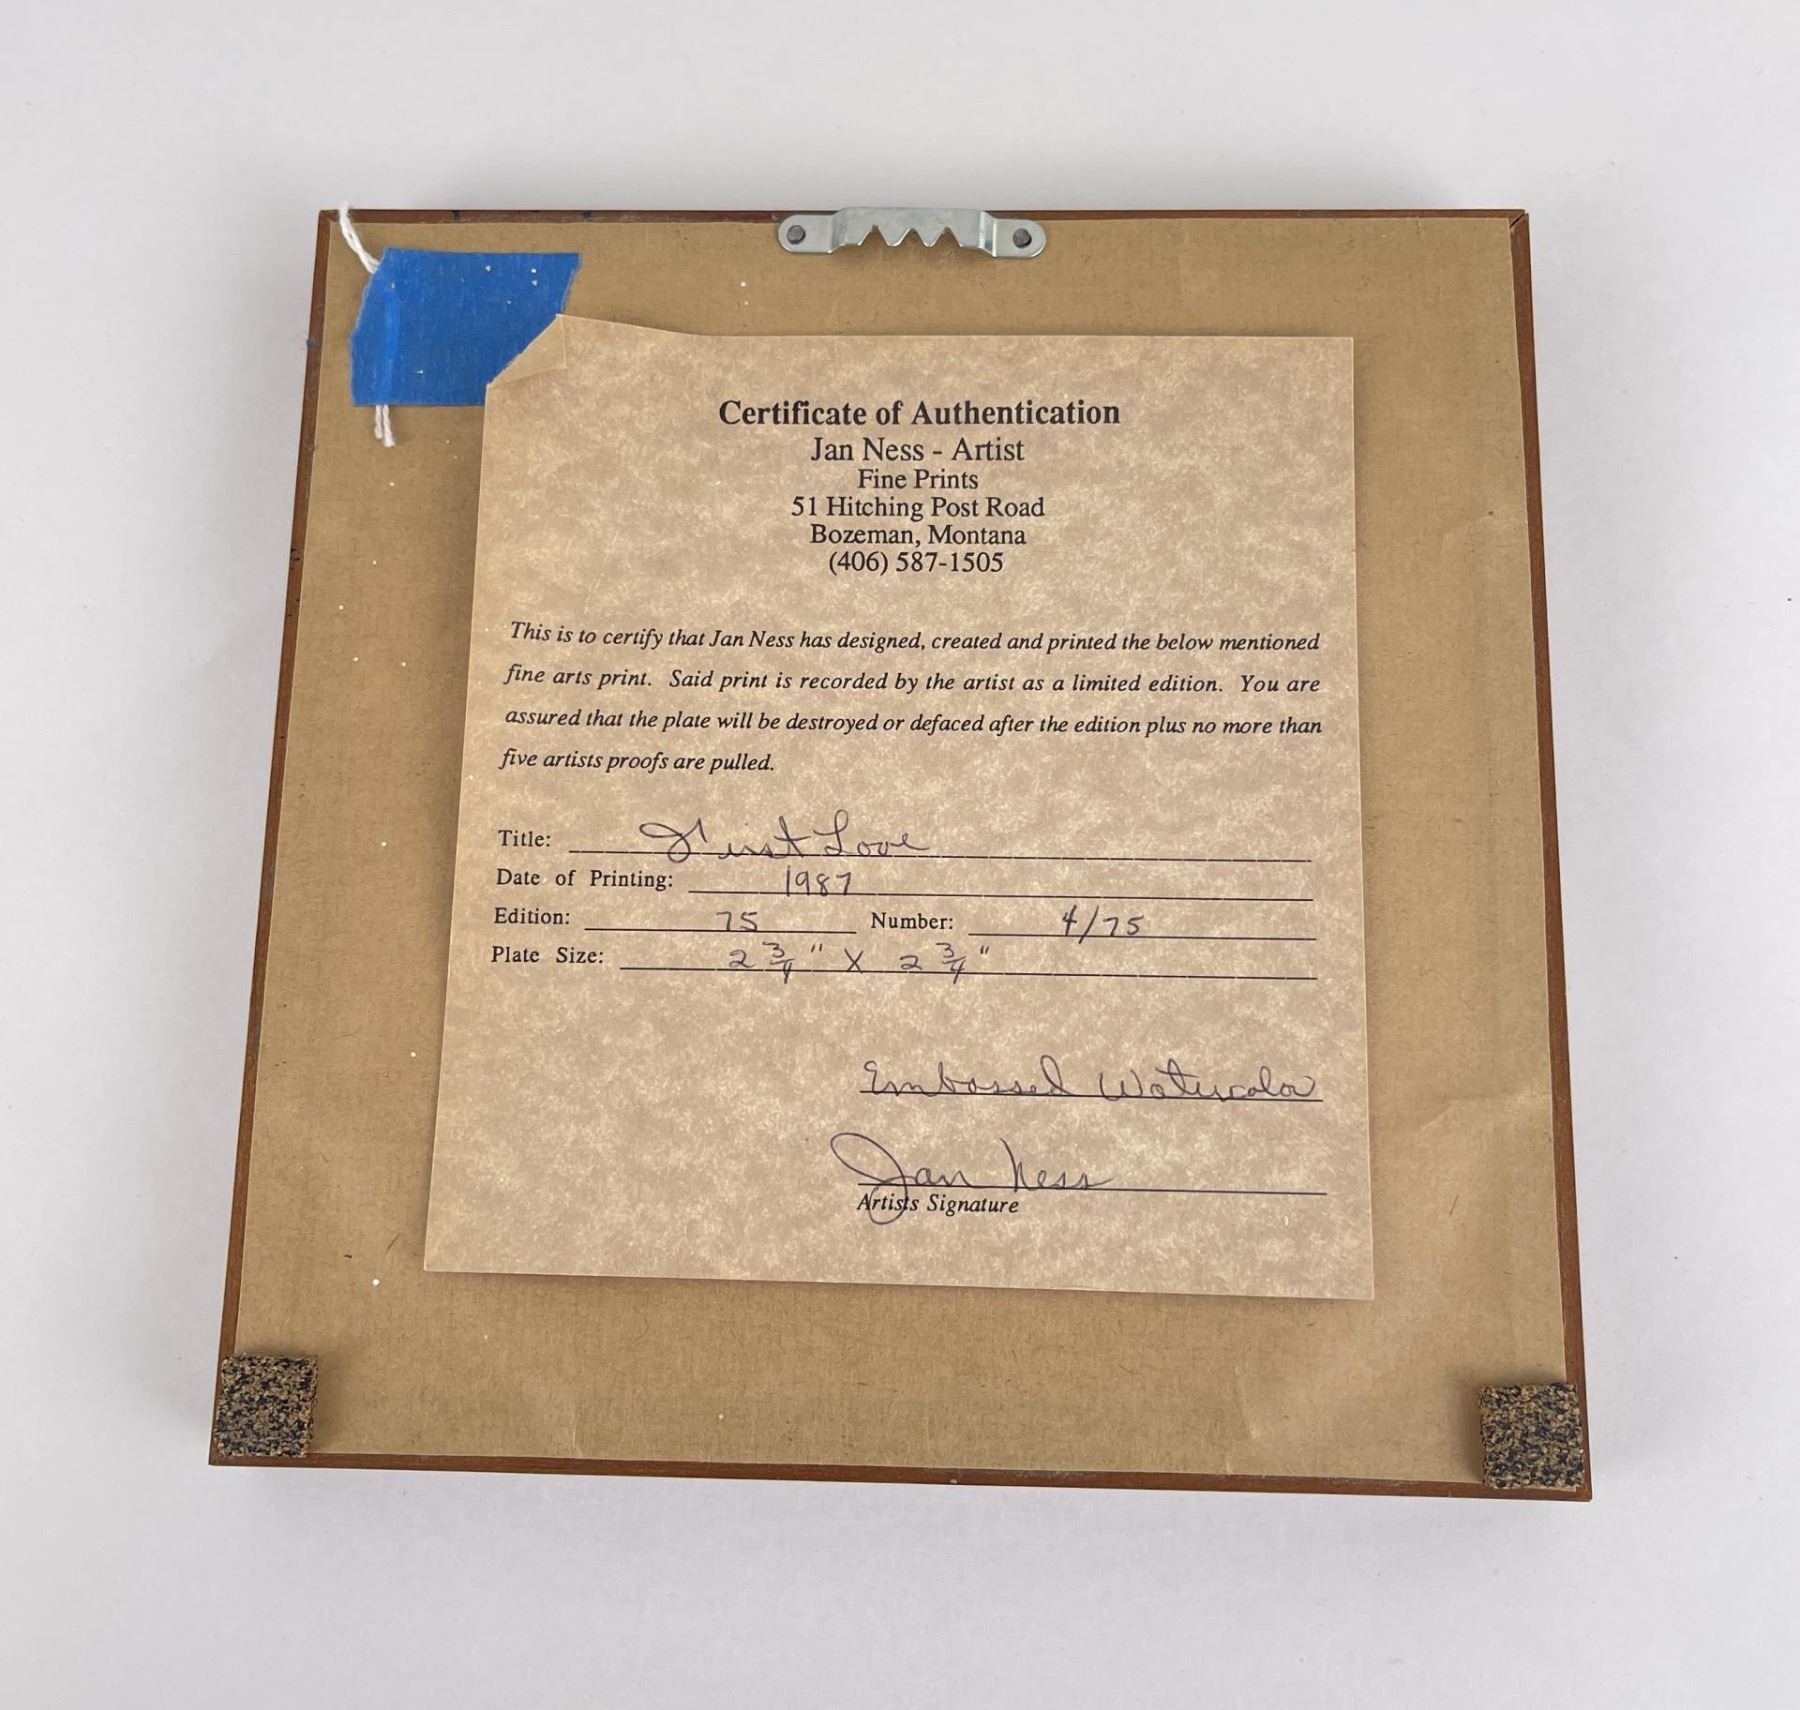 Certificate of Authentication
Jan Ness - Artist
Fine Prints
51 Hitching Post Road
Bozeman, Montana
(406) 587-1505
This is to certify that Jan Ness has designed, created and printed the below mentioned
fine arts print. Said print is recorded by the artist as a limited edition. You are
assured that the plate will be destroyed or defaced after the edition plus no more than
five artists proofs are pulled.
Title: First Love
Date of Printing: 1987
Edition: 75 Number: 4/75
Plate Size: 2 3/4" X 2 3/4"
Embossed Watercolor
Jan Ness
Artists Signature